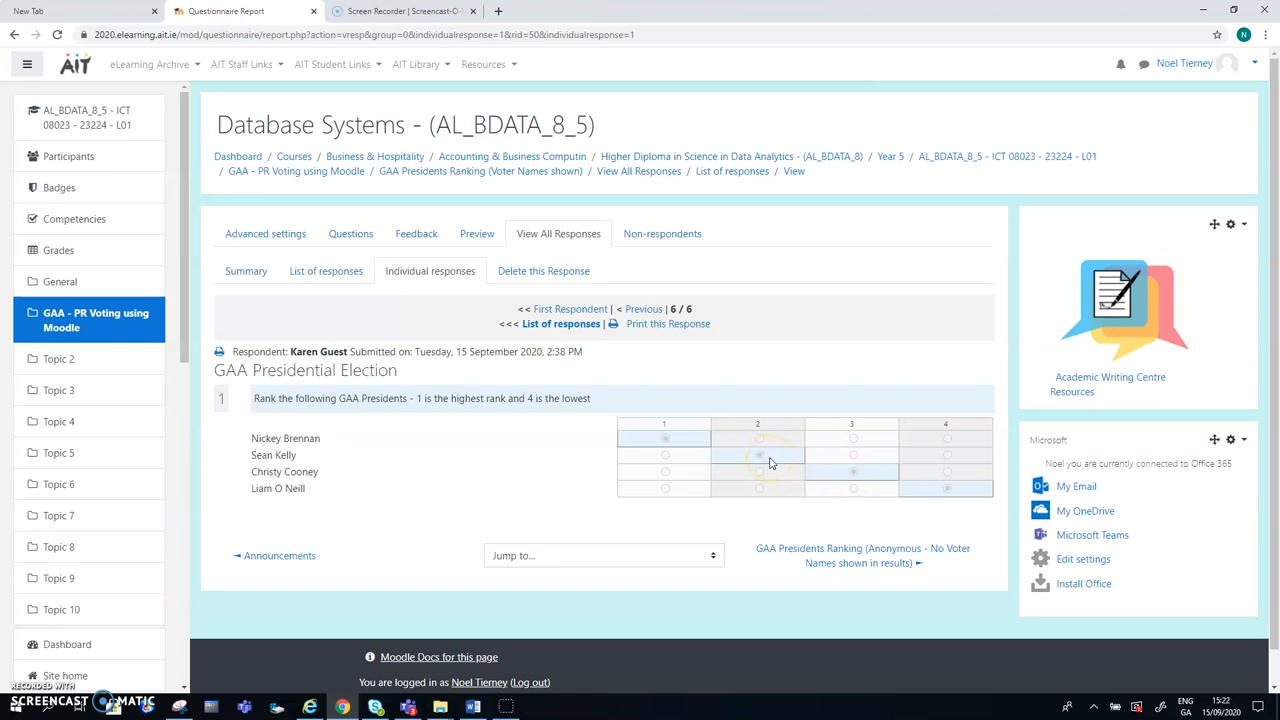 New Tab
Questionnaire Report
Screen Recorder | Screencast-O-
2020.elearning.ait.ie/mod/questionnaire/report.php?action=vresp&group=0&individualresponse=1&rid=50&individualresponse=1
N
AIT
eLearning Archive
AIT Staff Links
AIT Student Links
AIT Library
Resources
Noel Tierney
AL_BDATA_8_5 - ICT
08023 - 23224 - L01
Participants
Badges
Competencies
Grades
General
GAA - PR Voting using
Moodle
Topic 2
Topic 3
Topic 4
Topic 5
Topic 6
Topic 7
Topic 8
Topic 9
Topic 10
Dashboard
Site home
Database Systems - (AL_BDATA_8_5)
Dashboard / Courses / Business & Hospitality / Accounting & Business Computin / Higher Diploma in Science in Data Analytics - (AL_BDATA_8) / Year 5 / AL_BDATA_8_5 - ICT 08023 - 23224 - L01
/ GAA - PR Voting using Moodle / GAA Presidents Ranking (Voter Names shown) / View All Responses / List of responses / View
Advanced settings
Questions
Feedback
Preview
View All Responses
Non-respondents
Summary
List of responses
Individual responses
Delete this Response
<< First Respondent | < Previous | 6 / 6
<<< List of responses | Print this Response
Respondent: Karen Guest Submitted on: Tuesday, 15 September 2020, 2:38 PM
GAA Presidential Election
1
Rank the following GAA Presidents - 1 is the highest rank and 4 is the lowest
1 2 3 4
Nickey Brennan
Sean Kelly
Christy Cooney
Liam O Neill
◄ Announcements
Jump to...
GAA Presidents Ranking (Anonymous - No Voter
Names shown in results) ►
Academic Writing Centre
Resources
Microsoft
Noel you are currently connected to Office 365
My Email
My OneDrive
Microsoft Teams
Edit settings
Install Office
Moodle Docs for this page
You are logged in as Noel Tierney (Log out)
RECORDED WITH
SCREENCAST MATIC
ENG
GA
15:22
15/09/2020